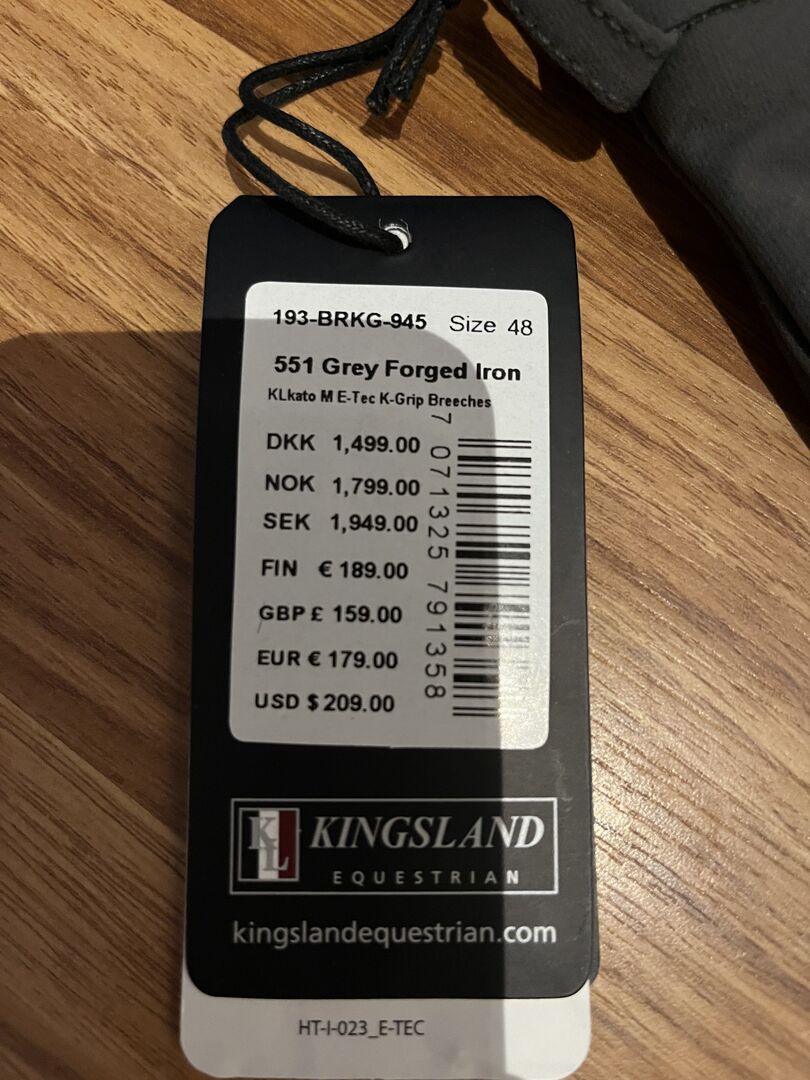 193-BRKG-945 Size 48
551 Grey Forged Iron
KLkato M E-Tec K-Grip Breeches
DKK 1,499.00
NOK 1,799.00
SEK 1,949.00
FIN € 189.00
GBP £ 159.00
EUR € 179.00
USD $ 209.00
7 071325 791358
KL KINGSLAND
EQUESTRIAN
kingslandequestrian.com
HT-I-023_E-TEC